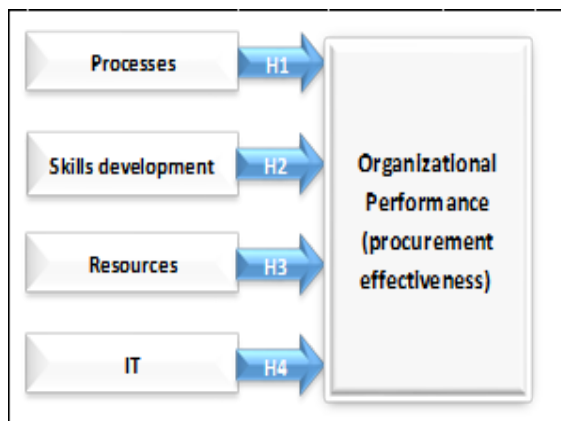 Processes
H1
Skills development
H2
Resources
H3
IT
H4
Organizational
Performance
(procurement
effectiveness)